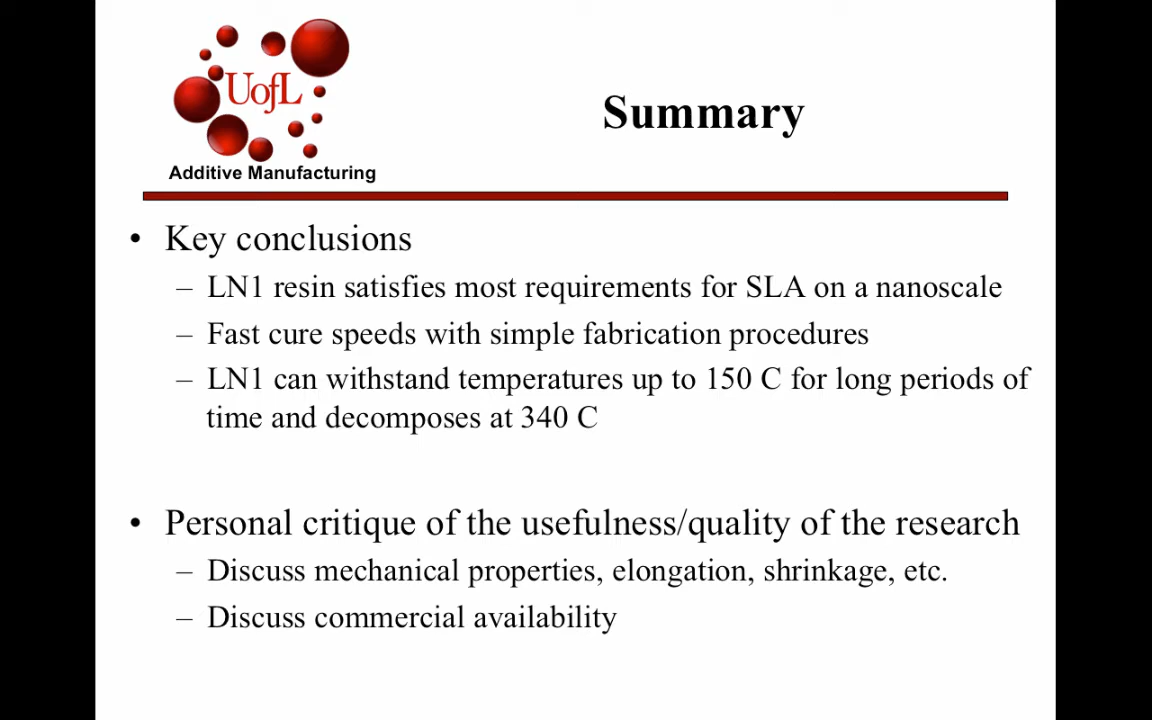 UofL
Additive Manufacturing
Summary
• Key conclusions
– LN1 resin satisfies most requirements for SLA on a nanoscale
– Fast cure speeds with simple fabrication procedures
– LN1 can withstand temperatures up to 150 C for long periods of
time and decomposes at 340 C
• Personal critique of the usefulness/quality of the research
– Discuss mechanical properties, elongation, shrinkage, etc.
– Discuss commercial availability